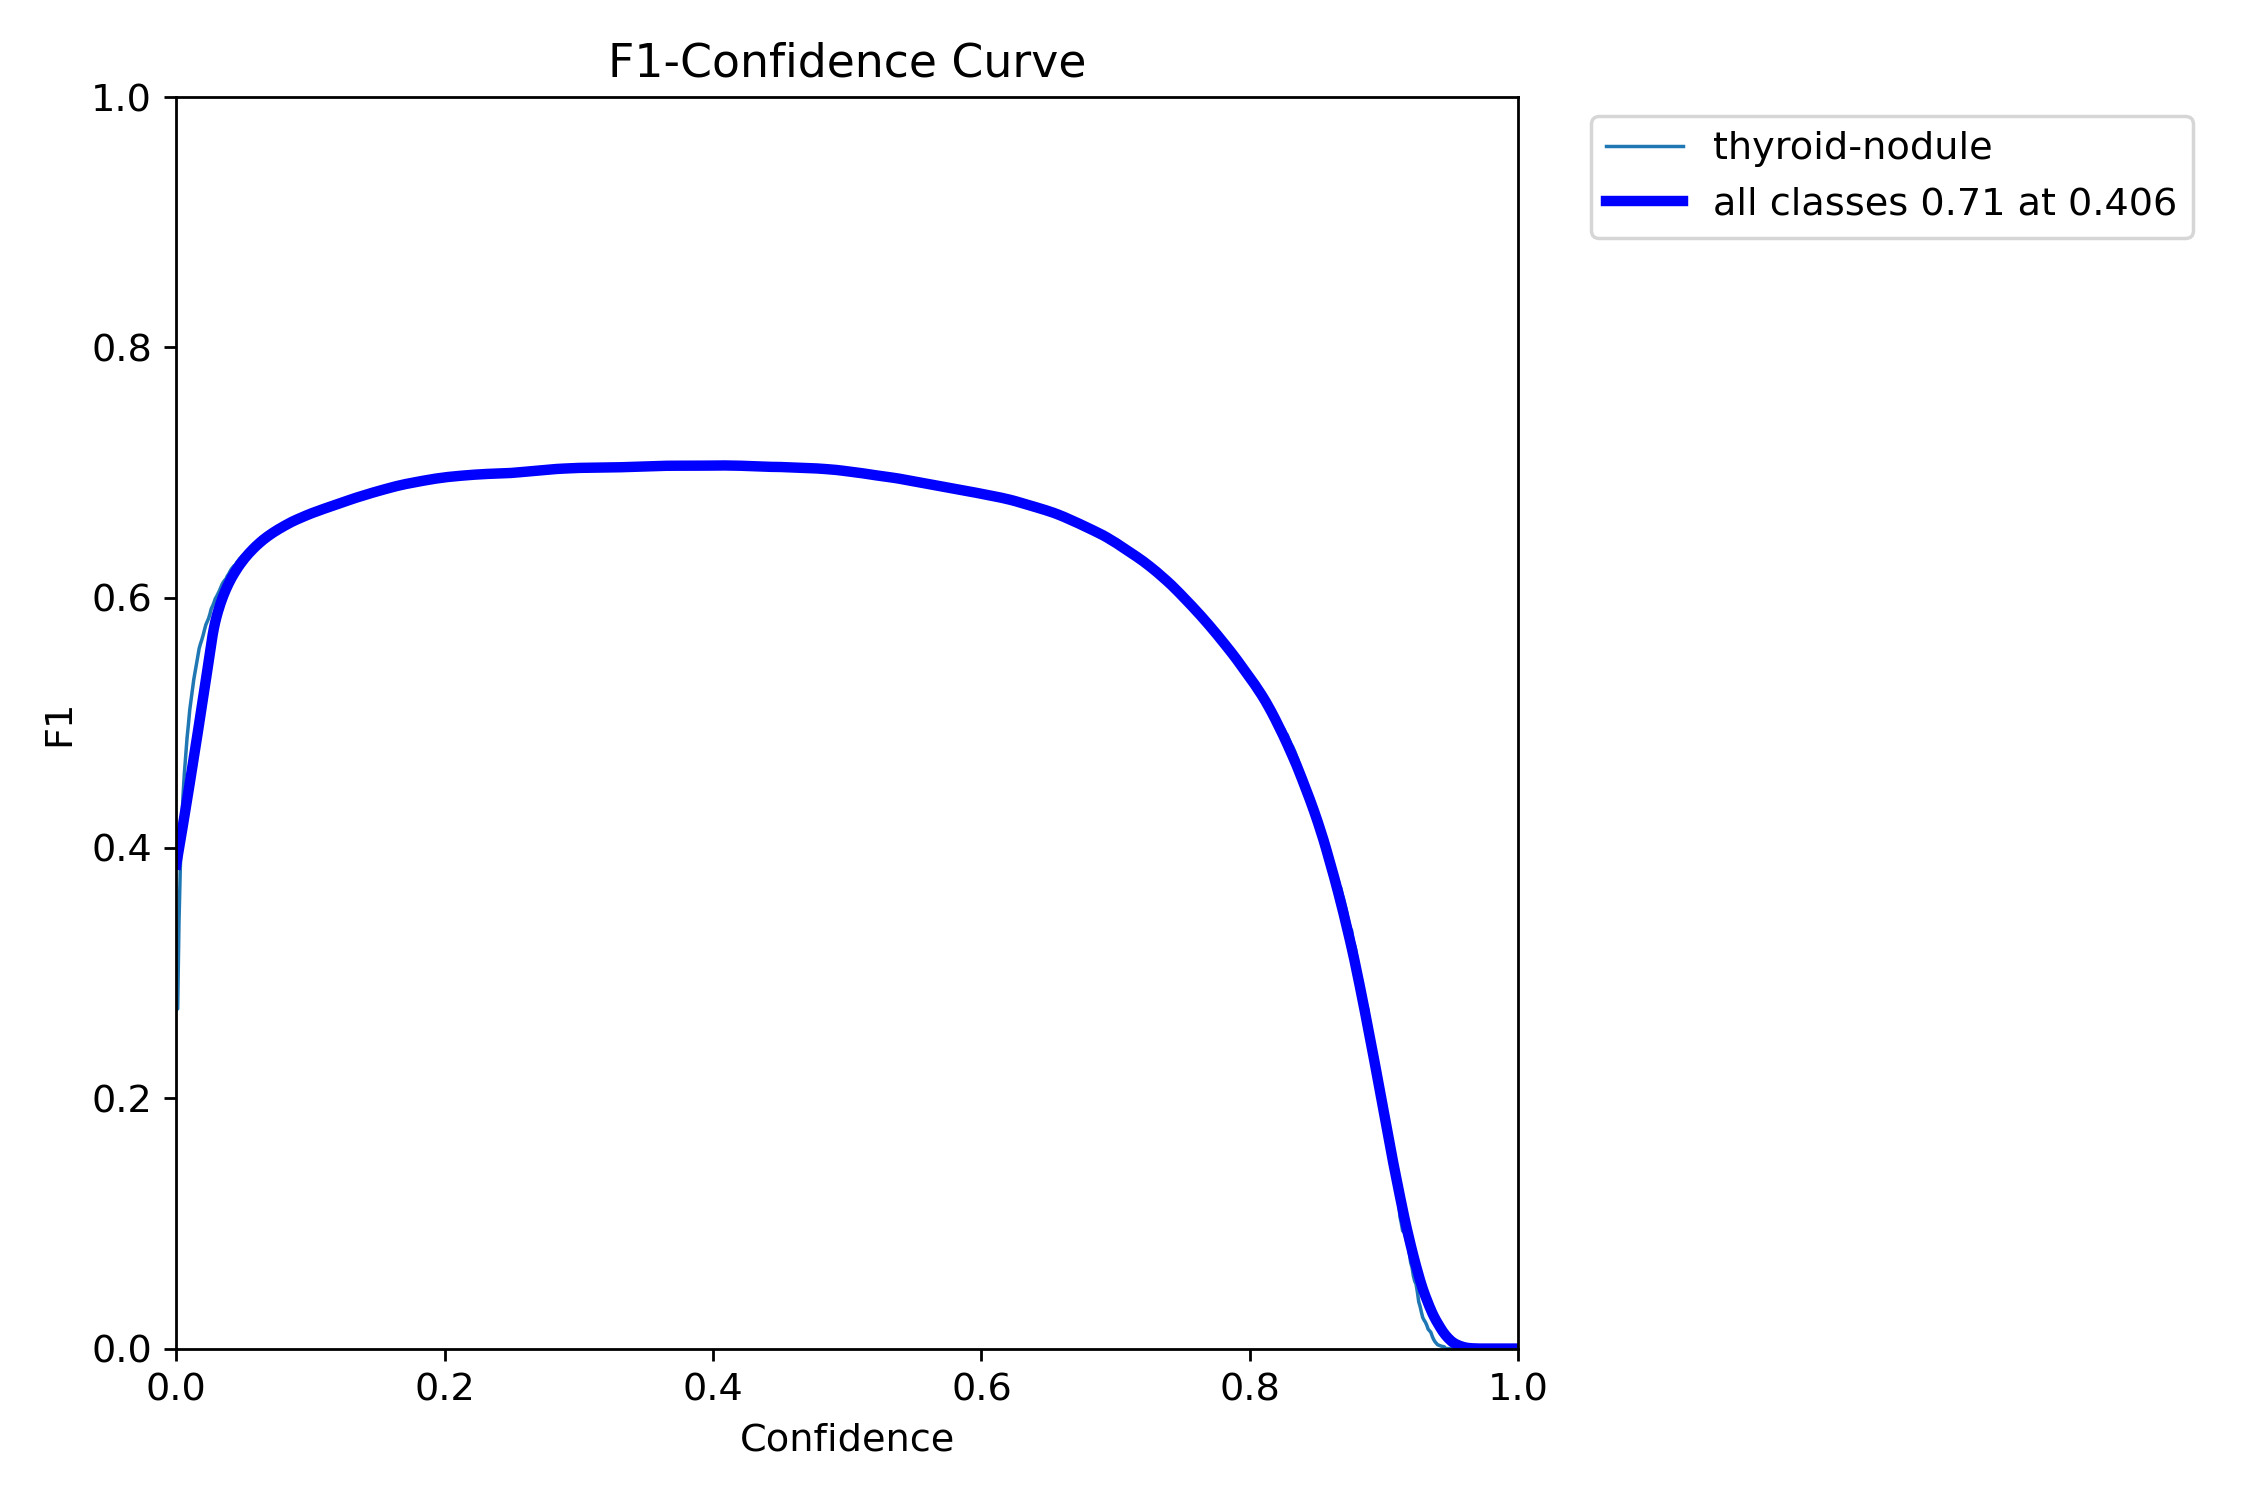 F1-Confidence Curve
1.0
0.8
0.6
0.4
0.2
0.0
F1
0.0 0.2 0.4 0.6 0.8 1.0
Confidence
thyroid-nodule
all classes 0.71 at 0.406